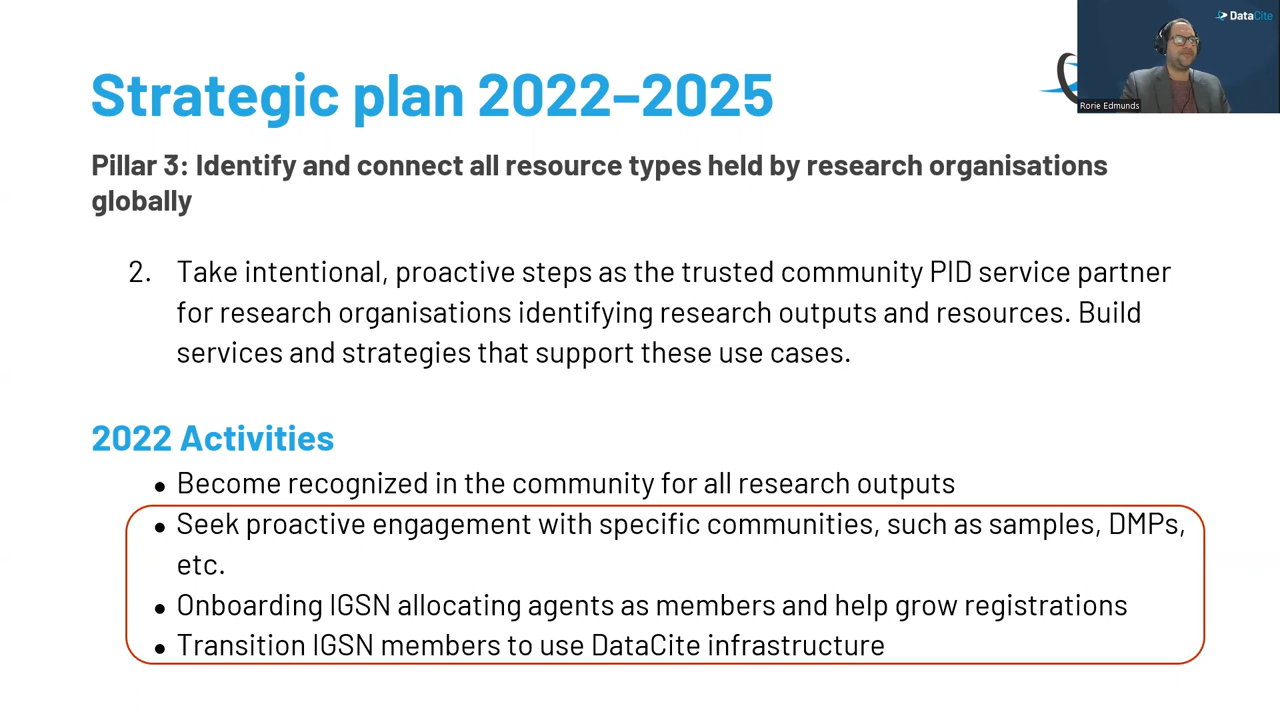 DataCite
Rorie Edmunds
Strategic plan 2022–2025
Pillar 3: Identify and connect all resource types held by research organisations
globally
2. Take intentional, proactive steps as the trusted community PID service partner
for research organisations identifying research outputs and resources. Build
services and strategies that support these use cases.
2022 Activities
● Become recognized in the community for all research outputs
● Seek proactive engagement with specific communities, such as samples, DMPs,
etc.
● Onboarding IGSN allocating agents as members and help grow registrations
● Transition IGSN members to use DataCite infrastructure